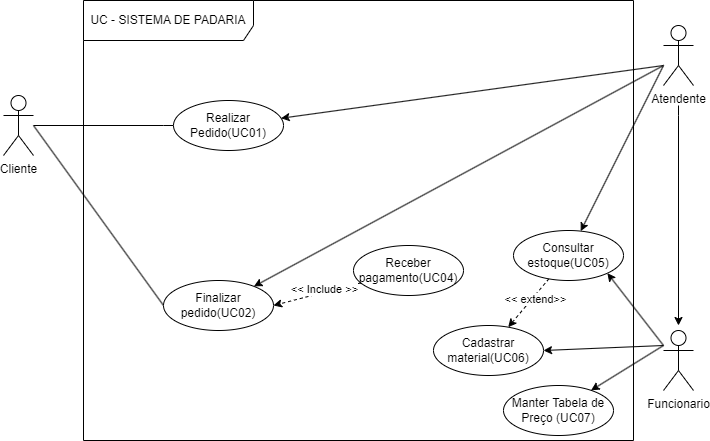 UC - SISTEMA DE PADARIA
Realizar
Pedido(UC01)
Atendente
Cliente
Consultar
estoque(UC05)
Receber
pagamento(UC04)
<< Include >>
Finalizar
pedido(UC02)
<< extend>>
Cadastrar
material(UC06)
Manter Tabela de
Preço (UC07)
Funcionario